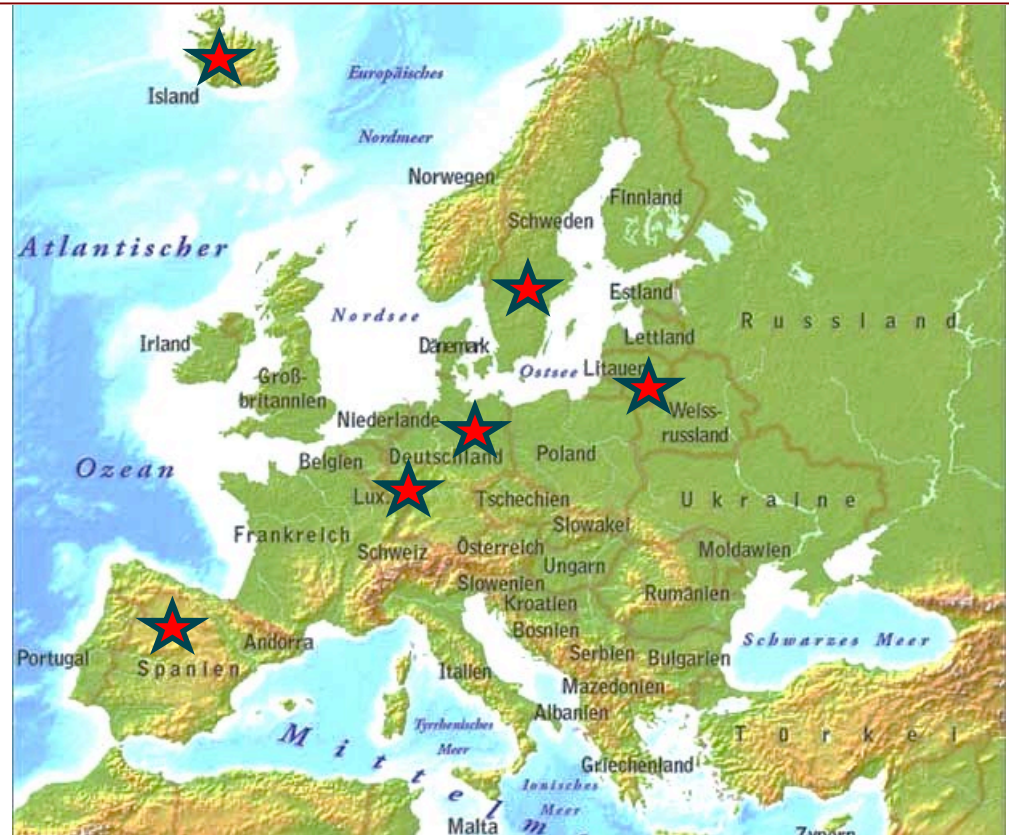 Island
Europäisches
Nordmeer
Norwegen
Finnland
Schweden
Atlantischer
Estland
Nordsee
Russland
Irland
Lettland
Dänemark
Ostsee
Litauen
Groß-
britannien
Weiss-
russland
Niederlande
Ozean
Belgien
Deutschland
Poland
Lux.
Tschechien
Ukraine
Slowakei
Frankreich
Schweiz
Österreich
Moldawien
Ungarn
Slowenien
Rumänien
Kroatien
Bosnien
Andorra
Schwarzes Meer
Portugal
Spanien
Italien
Serbien
Bulgarien
Mazedonien
Albanien
Tyrrhenisches
Meer
Türkei
Mittelm
Griechenland
Ionisches
Meer
Malta
Zypern